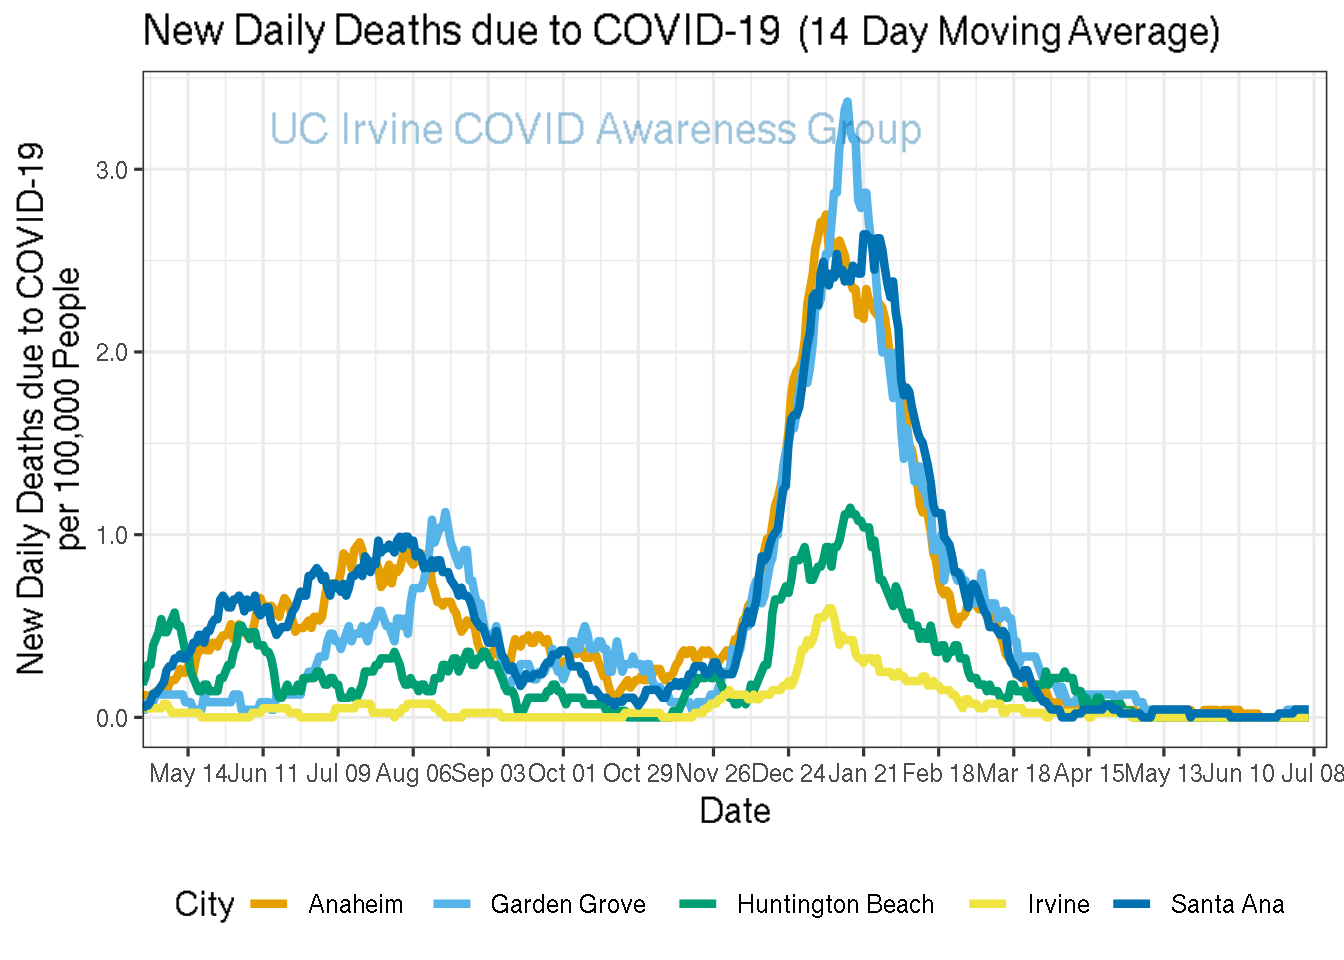 New Daily Deaths due to COVID-19 (14 Day Moving Average)
UC Irvine COVID Awareness Group
New Daily Deaths due to COVID-19
per 100,000 People
3.0
2.0
1.0
0.0
May 14 Jun 11 Jul 09 Aug 06 Sep 03 Oct 01 Oct 29 Nov 26 Dec 24 Jan 21 Feb 18 Mar 18 Apr 15 May 13 Jun 10 Jul 08
Date
City Anaheim Garden Grove Huntington Beach Irvine Santa Ana